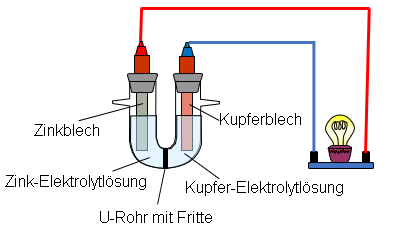 Zinkblech
Kupferblech
Zink-Elektrolytlösung
Kupfer-Elektrolytlösung
U-Rohr mit Fritte